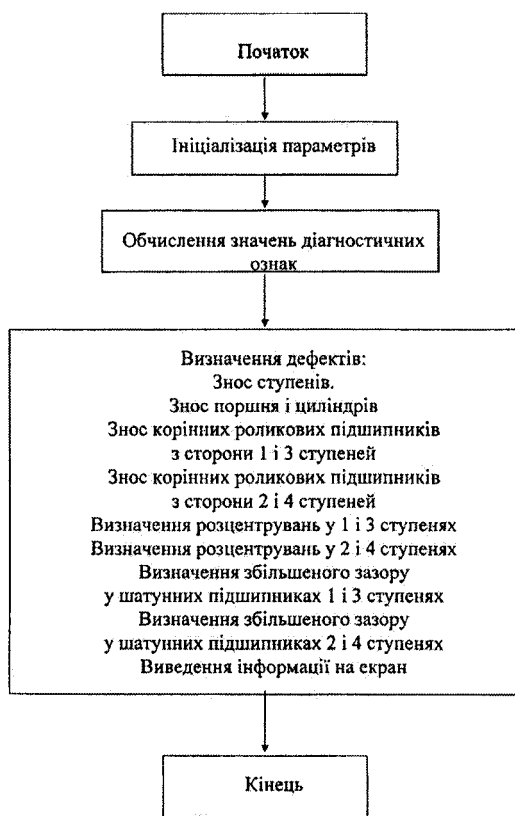 Початок
Ініціалізація параметрів
Обчислення значень діагностичних
ознак
Визначення дефектів:
Знос ступенів.
Знос поршня і циліндрів
Знос корінних роликових підшипників
з сторони 1 і 3 ступеней
Знос корінних роликових підшипників
з сторони 2 і 4 ступеней
Визначення розцентрувань у 1 і 3 ступенях
Визначення розцентрувань у 2 і 4 ступенях
Визначення збільшеного зазору
у шатунних підшипниках 1 і 3 ступенях
Визначення збільшеного зазору
у шатунних підшипниках 2 і 4 ступенях
Виведення інформації на екран
Кінець